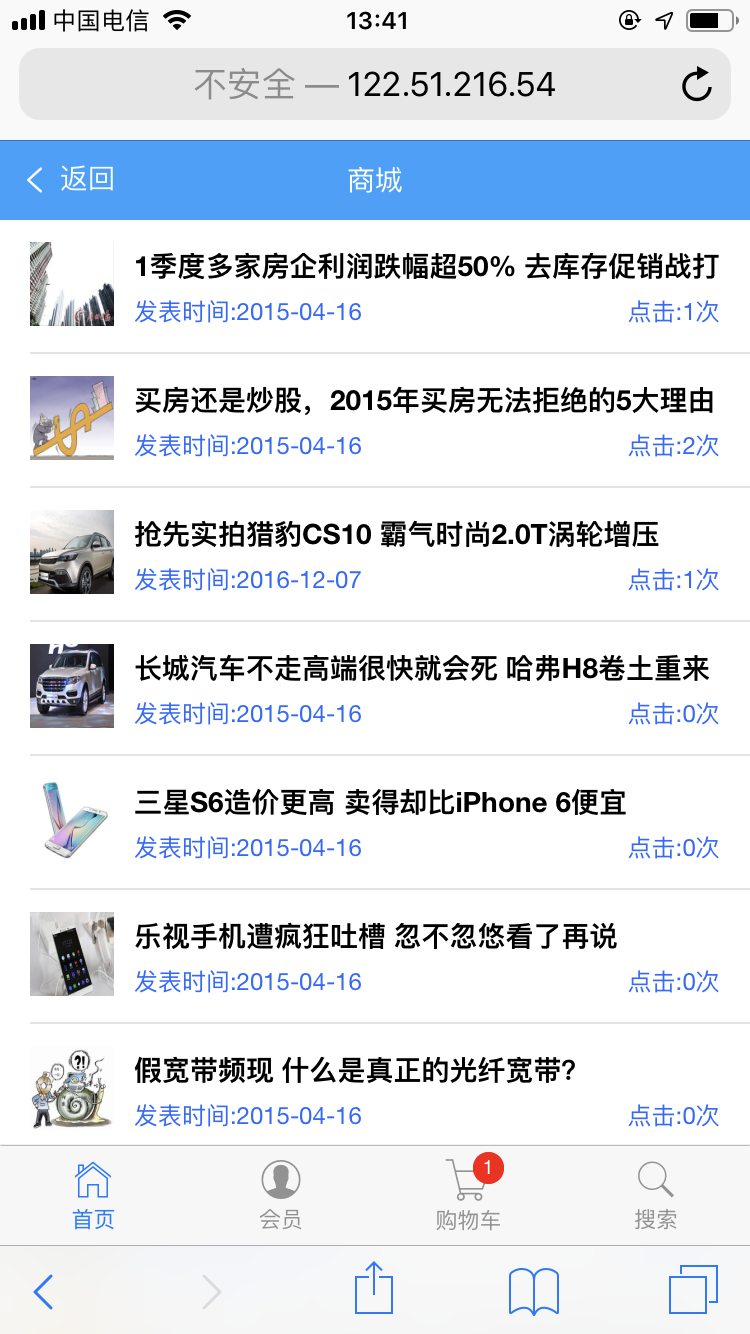 中国电信 13:41
不安全 — 122.51.216.54
返回 商城
1季度多家房企利润跌幅超50% 去库存促销战打
发表时间:2015-04-16 点击:1次
买房还是炒股，2015年买房无法拒绝的5大理由
发表时间:2015-04-16 点击:2次
抢先实拍猎豹CS10 霸气时尚2.0T涡轮增压
发表时间:2016-12-07 点击:1次
长城汽车不走高端很快就会死 哈弗H8卷土重来
发表时间:2015-04-16 点击:0次
三星S6造价更高 卖得却比iPhone 6便宜
发表时间:2015-04-16 点击:0次
乐视手机遭疯狂吐槽 忽不忽悠看了再说
发表时间:2015-04-16 点击:0次
假宽带频现 什么是真正的光纤宽带?
发表时间:2015-04-16 点击:0次
1
首页 会员 购物车 搜索